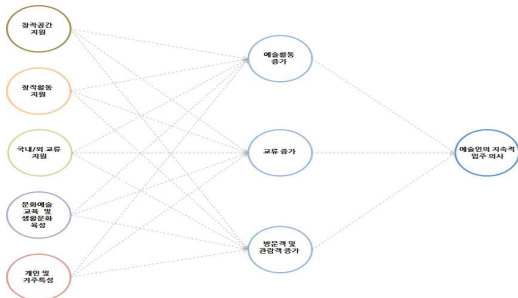 창작공간
지원
창작활동
지원
국내/외 교류
지원
문화예술
교육 및
생활문화
육성
개인 및
거주특성
예술활동
증가
교류 증가
방문객 및
관람객 증가
예술인의 지속적
입주 의사